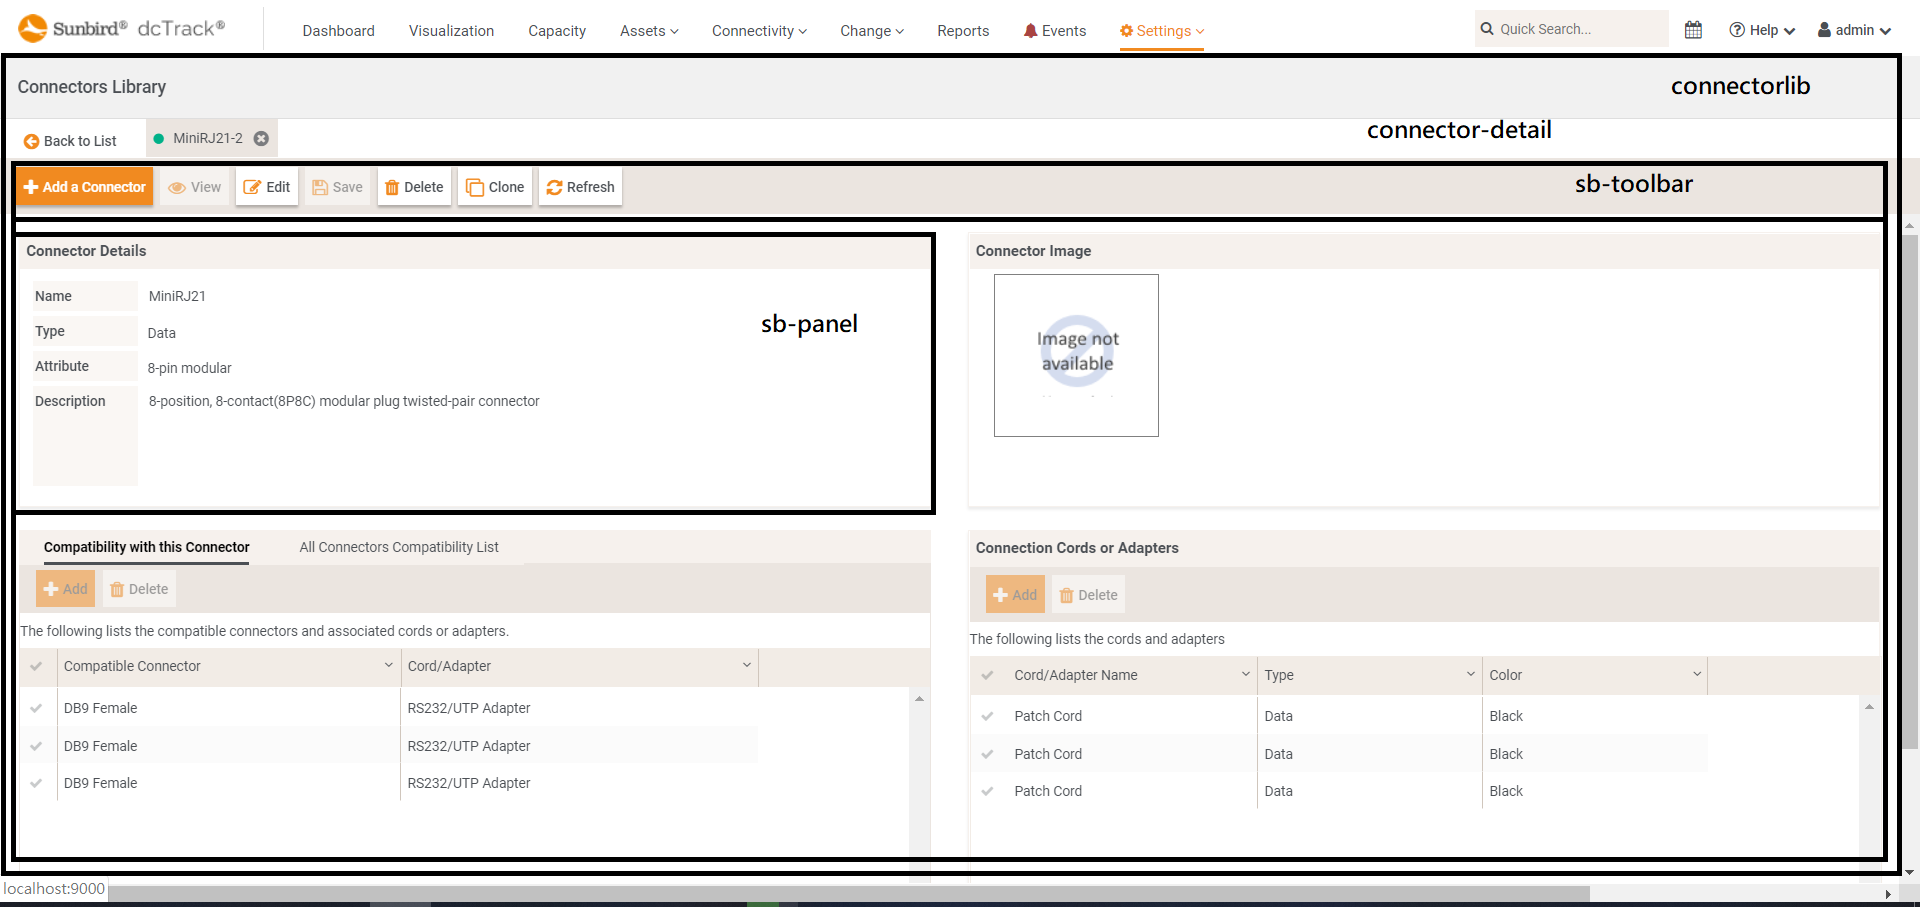 Sunbird® dcTrack®
Dashboard Visualization Capacity Assets Connectivity Change Reports Events Settings Quick Search... Help admin
Connectors Library
connectorlib
Back to List MiniRJ21-2
connector-detail
Add a Connector View Edit Save Delete Clone Refresh
sb-toolbar
Connector Details
Name MiniRJ21
Type Data
Attribute 8-pin modular
Description 8-position, 8-contact(8P8C) modular plug twisted-pair connector
sb-panel
Connector Image
Image not
available
Compatibility with this Connector All Connectors Compatibility List
Add Delete
The following lists the compatible connectors and associated cords or adapters.
Compatible Connector Cord/Adapter
DB9 Female RS232/UTP Adapter
DB9 Female RS232/UTP Adapter
DB9 Female RS232/UTP Adapter
Connection Cords or Adapters
Add Delete
The following lists the cords and adapters
Cord/Adapter Name Type Color
Patch Cord Data Black
Patch Cord Data Black
Patch Cord Data Black
localhost:9000